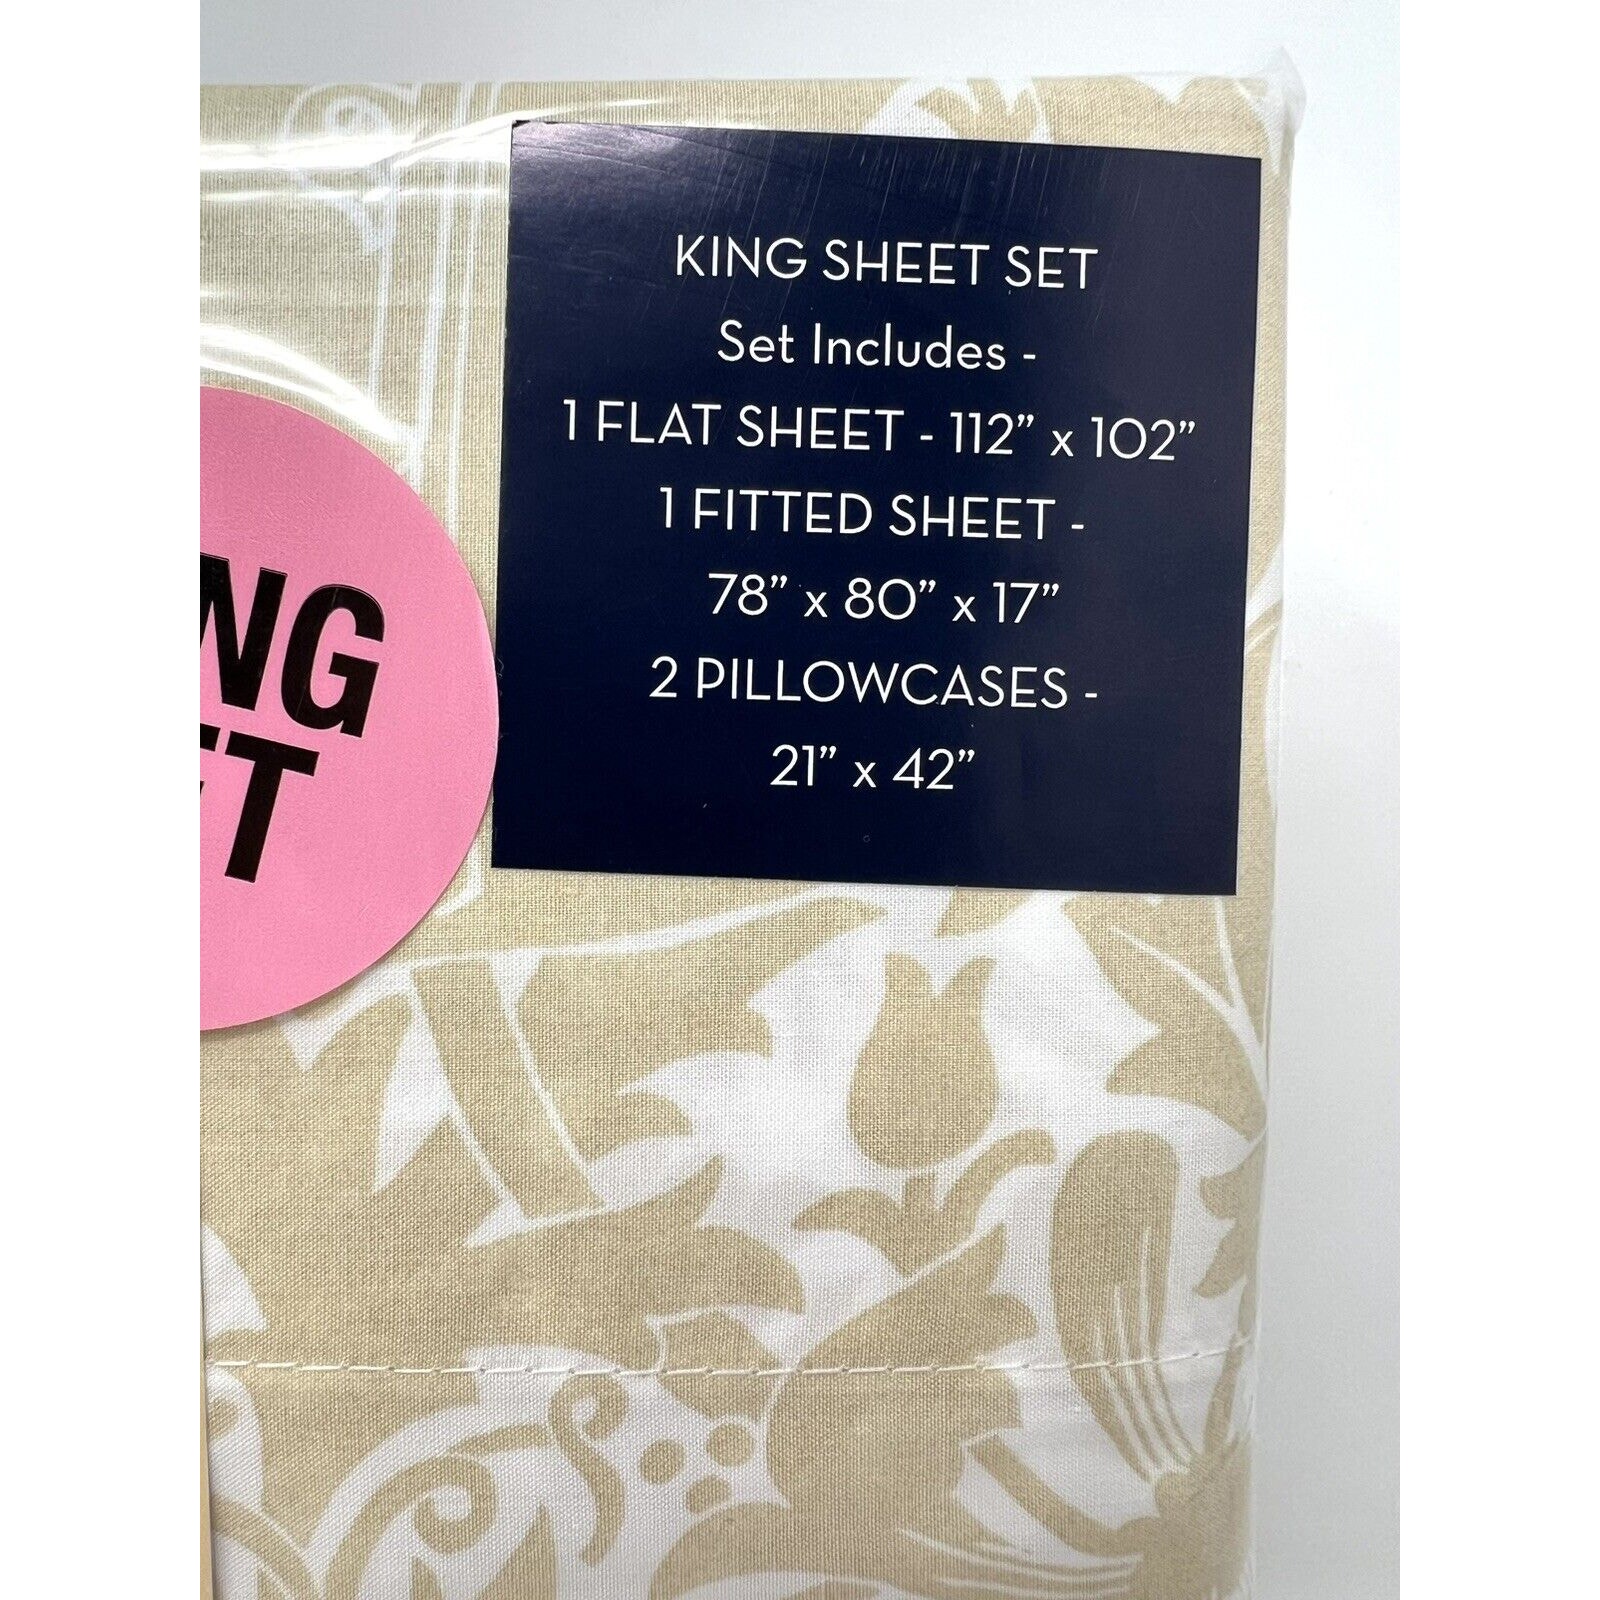 KING SHEET SET
Set Includes -
1 FLAT SHEET - 112” x 102”
1 FITTED SHEET -
78” x 80” x 17”
2 PILLOWCASES -
21” x 42”